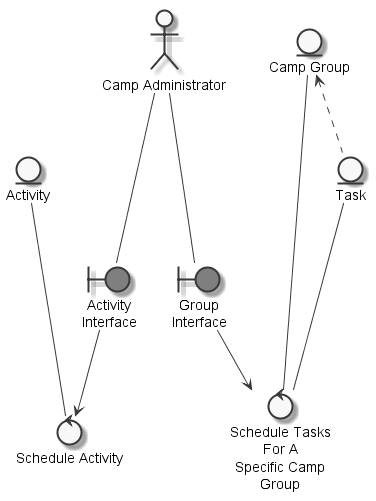 Camp Administrator
Camp Group
Activity
Task
Activity
Interface
Group
Interface
Schedule Activity
Schedule Tasks
For A
Specific Camp
Group